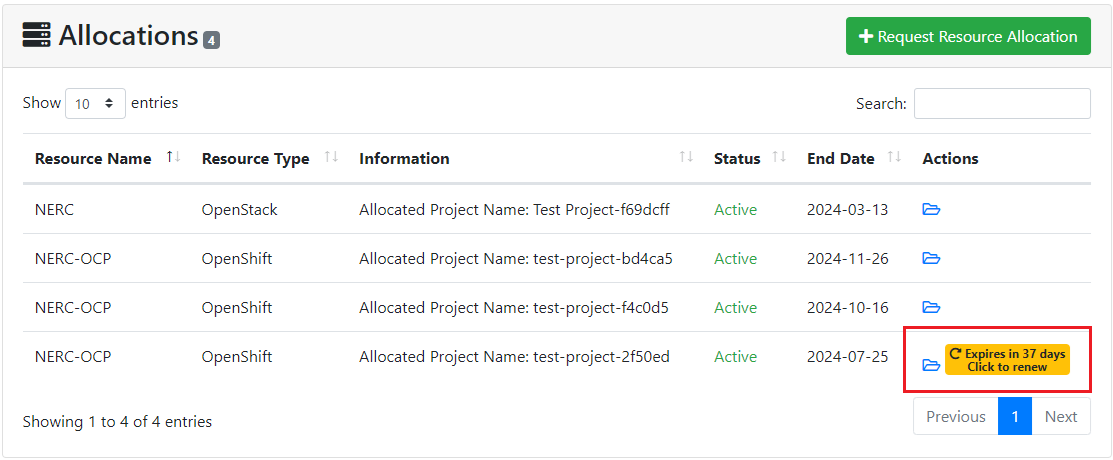 Allocations 4
Request Resource Allocation
Show 10 entries
Search:
Resource Name Resource Type Information Status End Date Actions
NERC OpenStack Allocated Project Name: Test Project-f69dcff Active 2024-03-13
NERC-OCP OpenShift Allocated Project Name: test-project-bd4ca5 Active 2024-11-26
NERC-OCP OpenShift Allocated Project Name: test-project-f4c0d5 Active 2024-10-16
NERC-OCP OpenShift Allocated Project Name: test-project-2f50ed Active 2024-07-25
Expires in 37 days
Click to renew
Showing 1 to 4 of 4 entries
Previous 1 Next